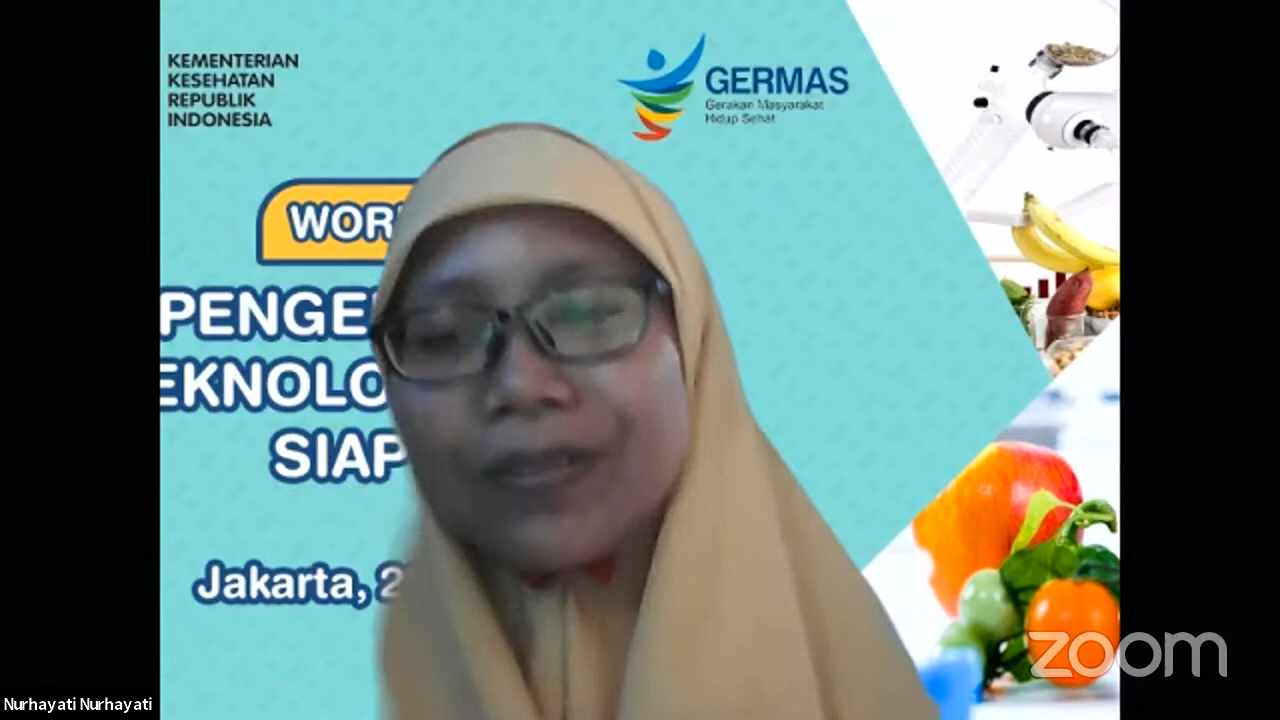 KEMENTERIAN
KESEHATAN
REPUBLIK
INDONESIA
GERMAS
Gerakan Masyarakat
Hidup Sehat
WOR
PENGE
EKNOLO
SIAP
Jakarta, 2
zoom
Nurhayati Nurhayati